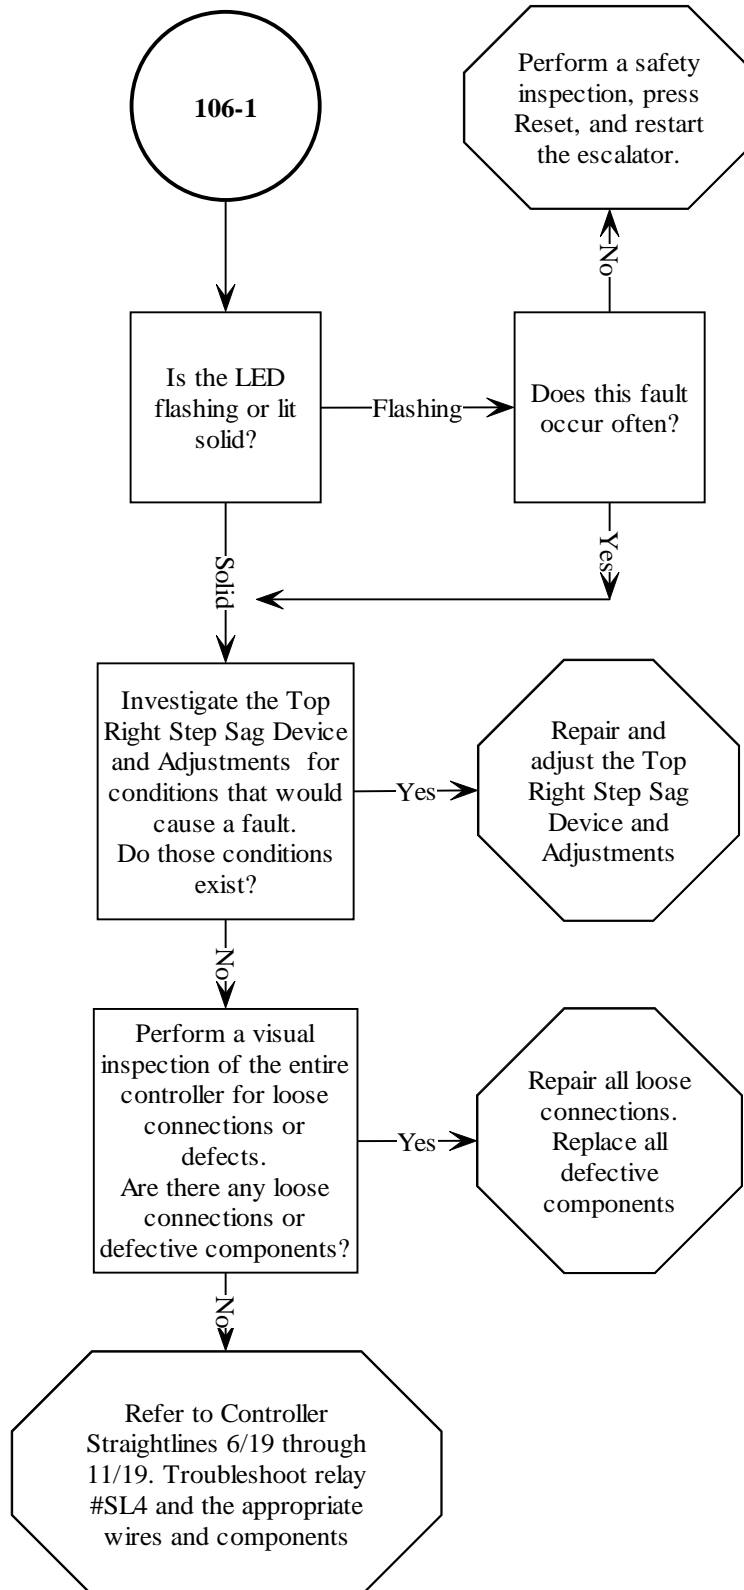 106-1
Perform a safety
inspection, press
Reset, and restart
the escalator.
No
Is the LED
flashing or lit
solid?
Flashing
Does this fault
occur often?
Solid
Yes
Investigate the Top
Right Step Sag Device
and Adjustments for
conditions that would
cause a fault.
Do those conditions
exist?
Yes
Repair and
adjust the Top
Right Step Sag
Device and
Adjustments
No
Perform a visual
inspection of the entire
controller for loose
connections or
defects.
Are there any loose
connections or
defective components?
Yes
Repair all loose
connections.
Replace all
defective
components
No
Refer to Controller
Straightlines 6/19 through
11/19. Troubleshoot relay
#SL4 and the appropriate
wires and components